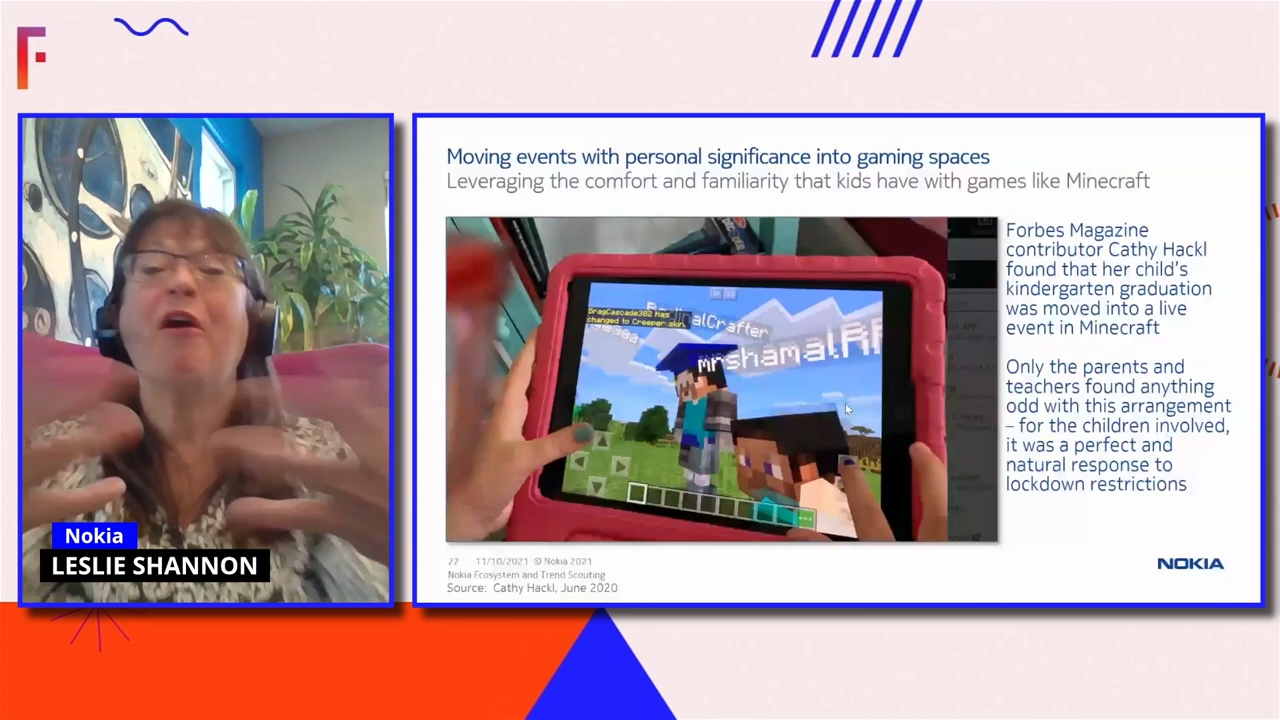 F
Moving events with personal significance into gaming spaces
Leveraging the comfort and familiarity that kids have with games like Minecraft
BragCascade382 has
changed to Creeper skin.
mrshamalRF
Forbes Magazine
contributor Cathy Hackl
found that her child's
kindergarten graduation
was moved into a live
event in Minecraft
Only the parents and
teachers found anything
odd with this arrangement
– for the children involved,
it was a perfect and
natural response to
lockdown restrictions
Nokia
LESLIE SHANNON
22 11/10/2021 © Nokia 2021
Nokia Ecosystem and Trend Scouting
Source: Cathy Hackl, June 2020
NOKIA